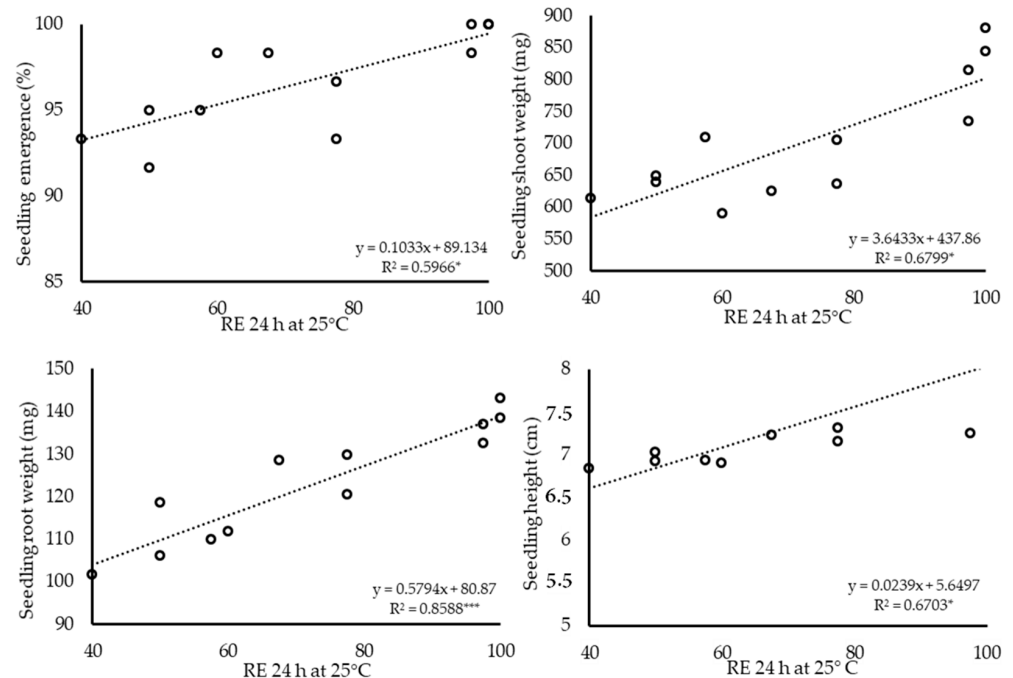 Seedling emergence (%)
100
95
90
85
y = 0.1033x + 89.134
R² = 0.5966*
40 60 80 100
RE 24 h at 25°C
Seedling shoot weight (mg)
900
850
800
750
700
650
600
550
500
y = 3.6433x + 437.86
R² = 0.6799*
40 60 80 100
RE 24 h at 25°C
Seedling root weight (mg)
150
140
130
120
110
100
90
y = 0.5794x + 80.87
R² = 0.8588***
40 60 80 100
RE 24 h at 25°C
Seedling height (cm)
8
7.5
7
6.5
6
5.5
5
y = 0.0239x + 5.6497
R² = 0.6703*
40 60 80 100
RE 24 h at 25° C